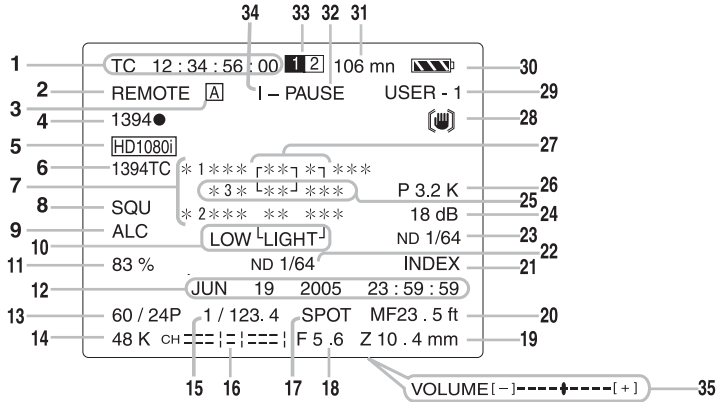 34 33 32 31
1 TC 12 : 34 : 56 : 00 1 2 106 mn 30
2 REMOTE A I – PAUSE USER - 1 29
3
4 1394● 28
5 HD1080i 27
6 1394TC ＊1＊＊＊ ┌＊＊┐＊┐＊＊＊
7 ＊3＊ └＊＊┘＊＊＊ P 3.2 K 26
25
8 SQU ＊2＊＊＊ ＊＊ ＊＊＊ 18 dB 24
9 ALC ND 1/64 23
10 LOW └LIGHT┘ 22
11 83 % ND 1/64 INDEX 21
12 JUN 19 2005 23 : 59 : 59
13 60 / 24P 1 / 123. 4 SPOT MF23 . 5 ft 20
14 48 K CH F 5 .6 Z 10 . 4 mm 19
15 16 17 18 VOLUME [ – ] [ + ] 35